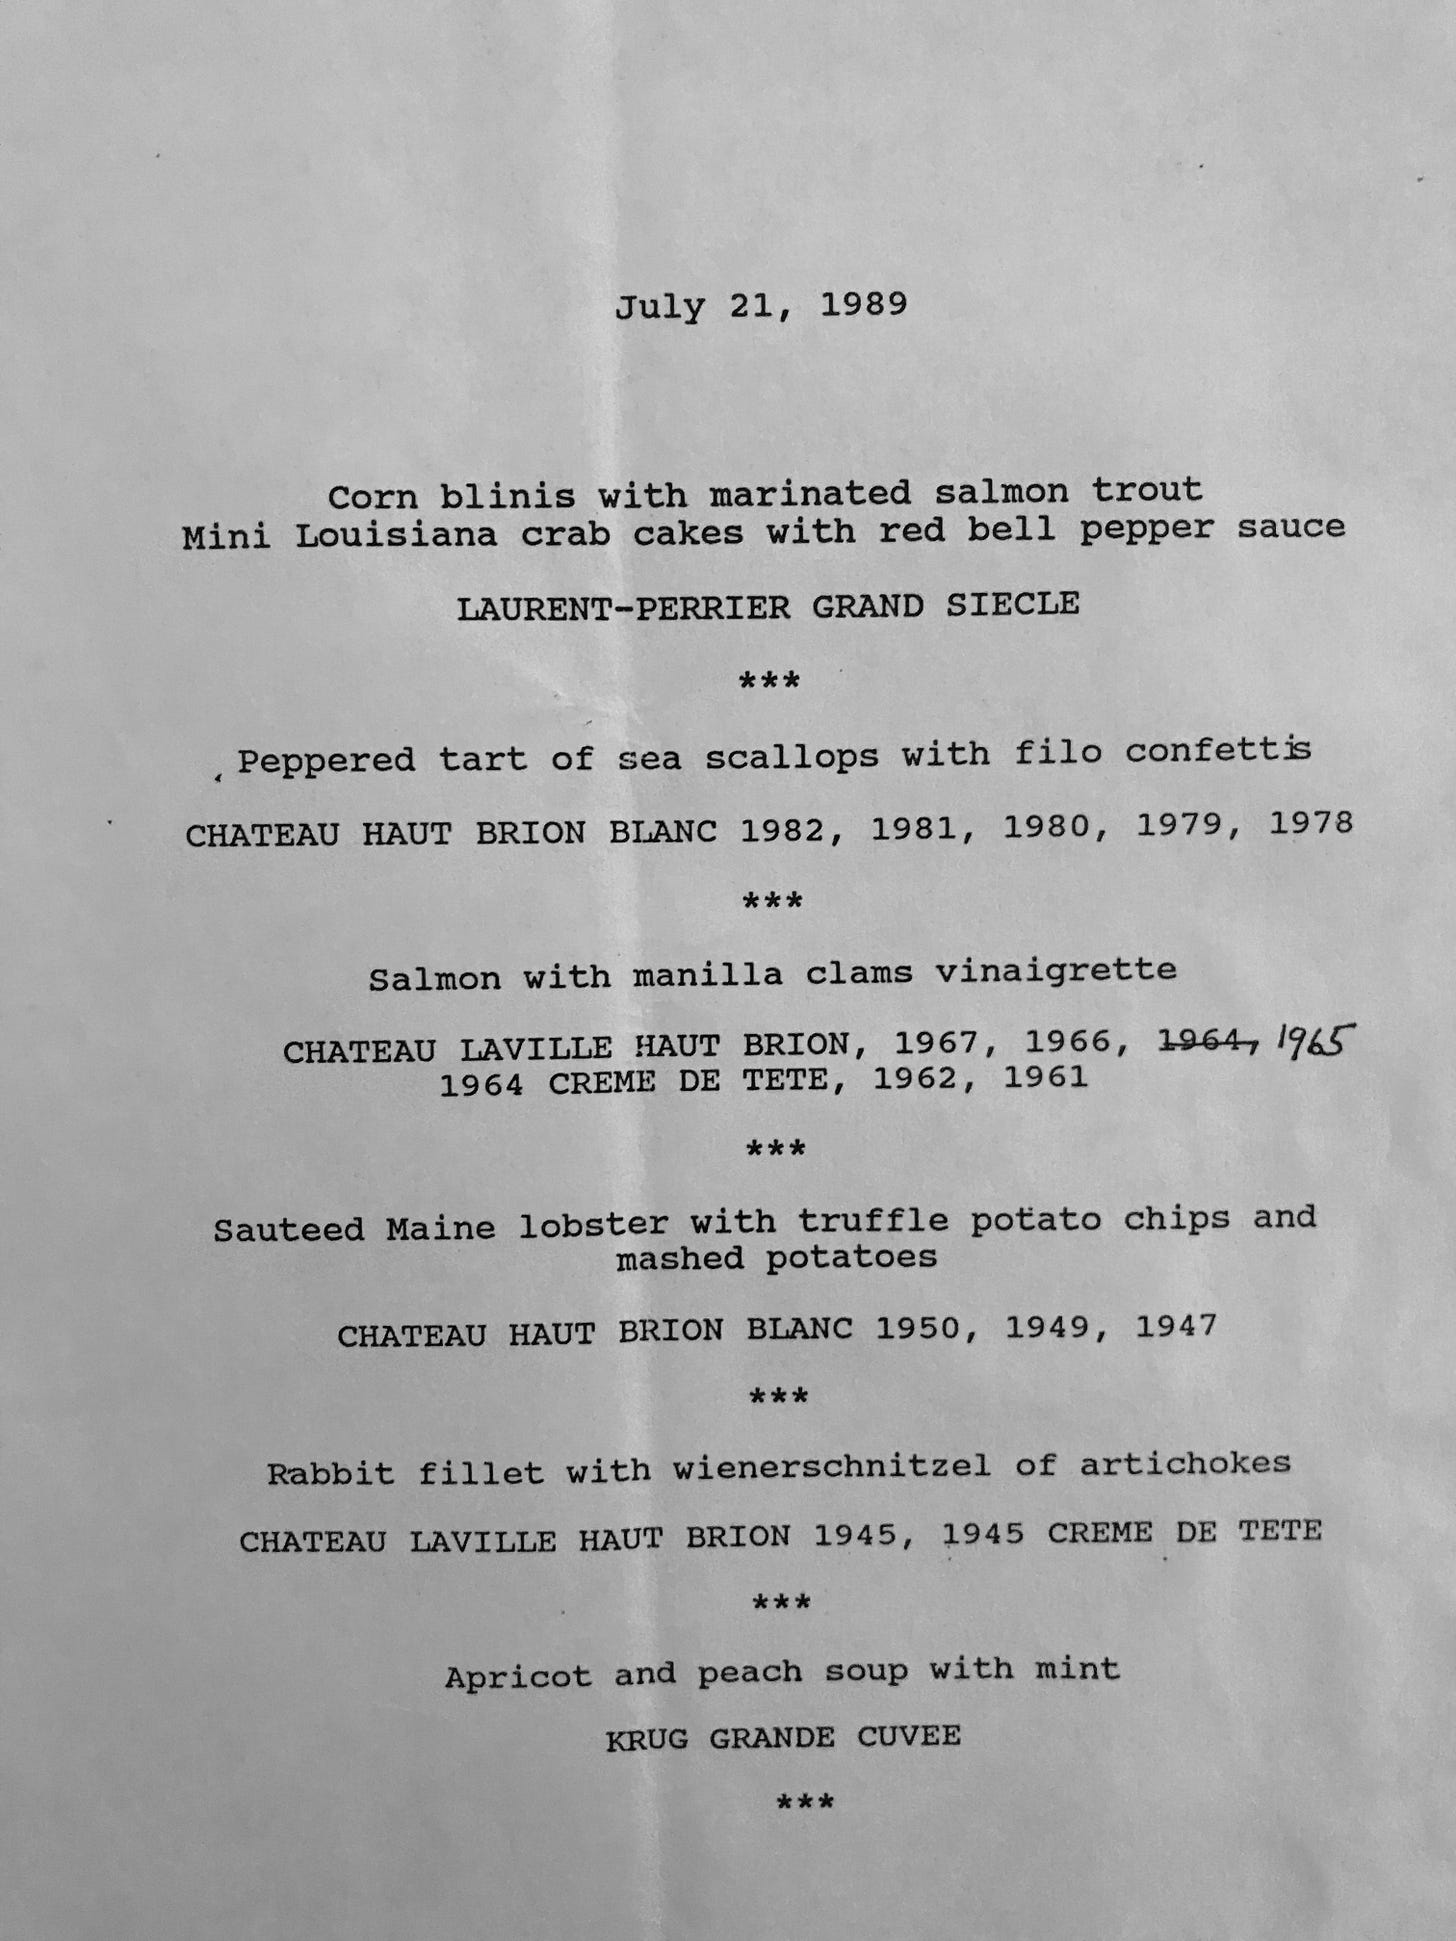 July 21, 1989
Corn blinis with marinated salmon trout
Mini Louisiana crab cakes with red bell pepper sauce
LAURENT-PERRIER GRAND SIECLE
***
Peppered tart of sea scallops with filo confettis
CHATEAU HAUT BRION BLANC 1982, 1981, 1980, 1979, 1978
***
Salmon with manilla clams vinaigrette
CHATEAU LAVILLE HAUT BRION, 1967, 1966, 1964, 1965
1964 CREME DE TETE, 1962, 1961
***
Sauteed Maine lobster with truffle potato chips and
mashed potatoes
CHATEAU HAUT BRION BLANC 1950, 1949, 1947
***
Rabbit fillet with wienerschnitzel of artichokes
CHATEAU LAVILLE HAUT BRION 1945, 1945 CREME DE TETE
***
Apricot and peach soup with mint
KRUG GRANDE CUVEE
***